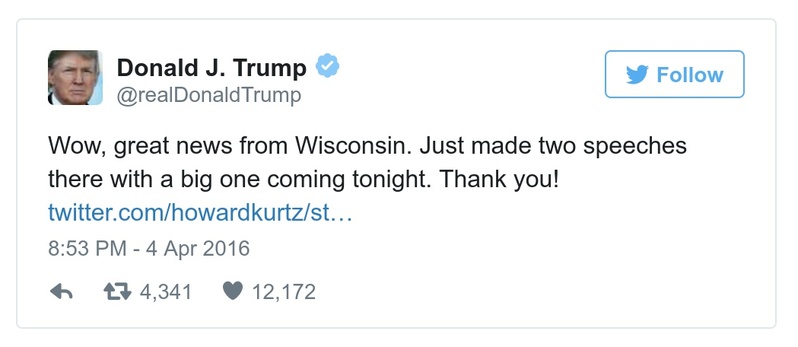 Donald J. Trump
@realDonaldTrump
Follow
Wow, great news from Wisconsin. Just made two speeches
there with a big one coming tonight. Thank you!
twitter.com/howardkurtz/st…
8:53 PM - 4 Apr 2016
4,341 12,172